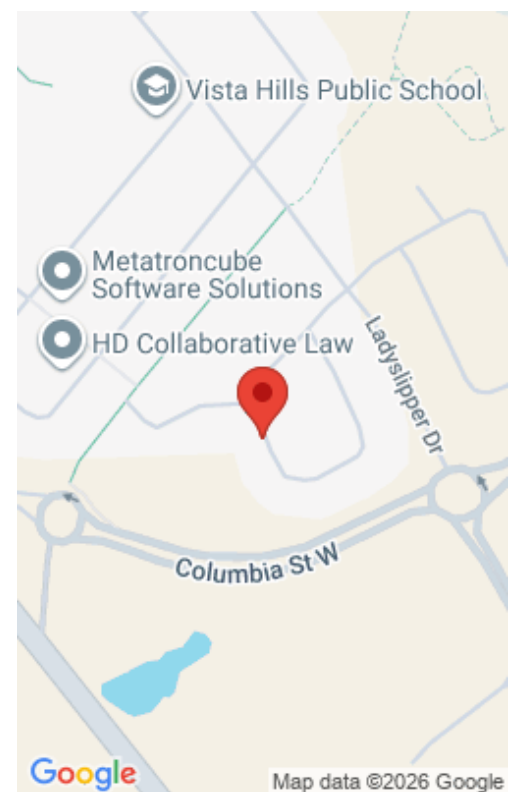 Vista Hills Public School
Metatroncube
Software Solutions
HD Collaborative Law
Ladyslipper Dr
Columbia St W
Google
Map data ©2026 Google